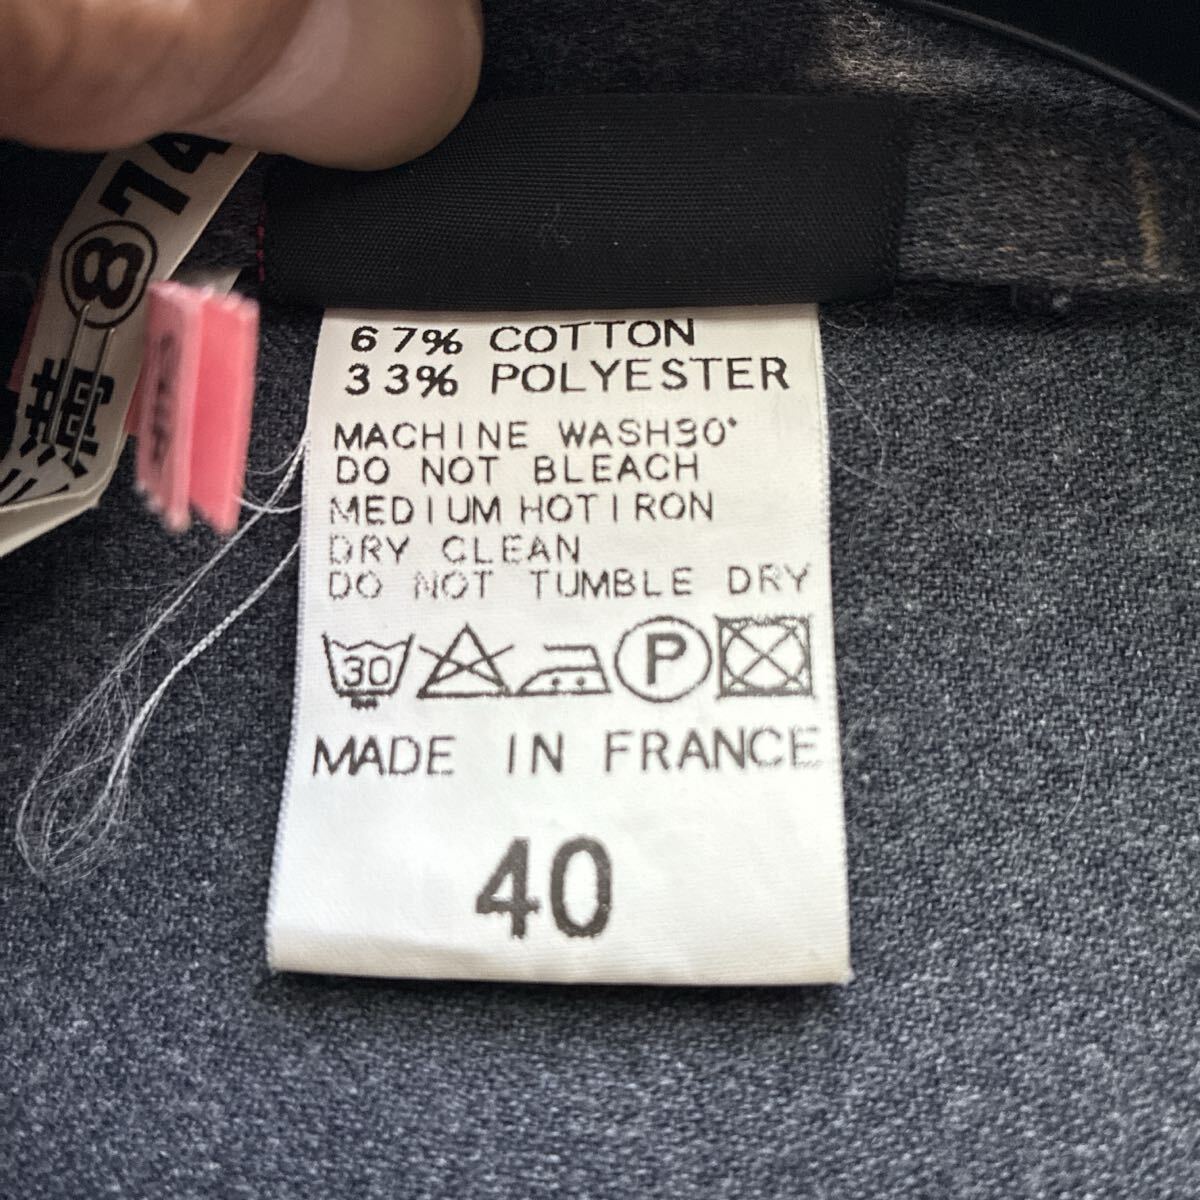 874
67% COTTON
33% POLYESTER
MACHINE WASH30°
DO NOT BLEACH
MEDIUM HOT IRON
DRY CLEAN
DO NOT TUMBLE DRY
30 P
MADE IN FRANCE
40